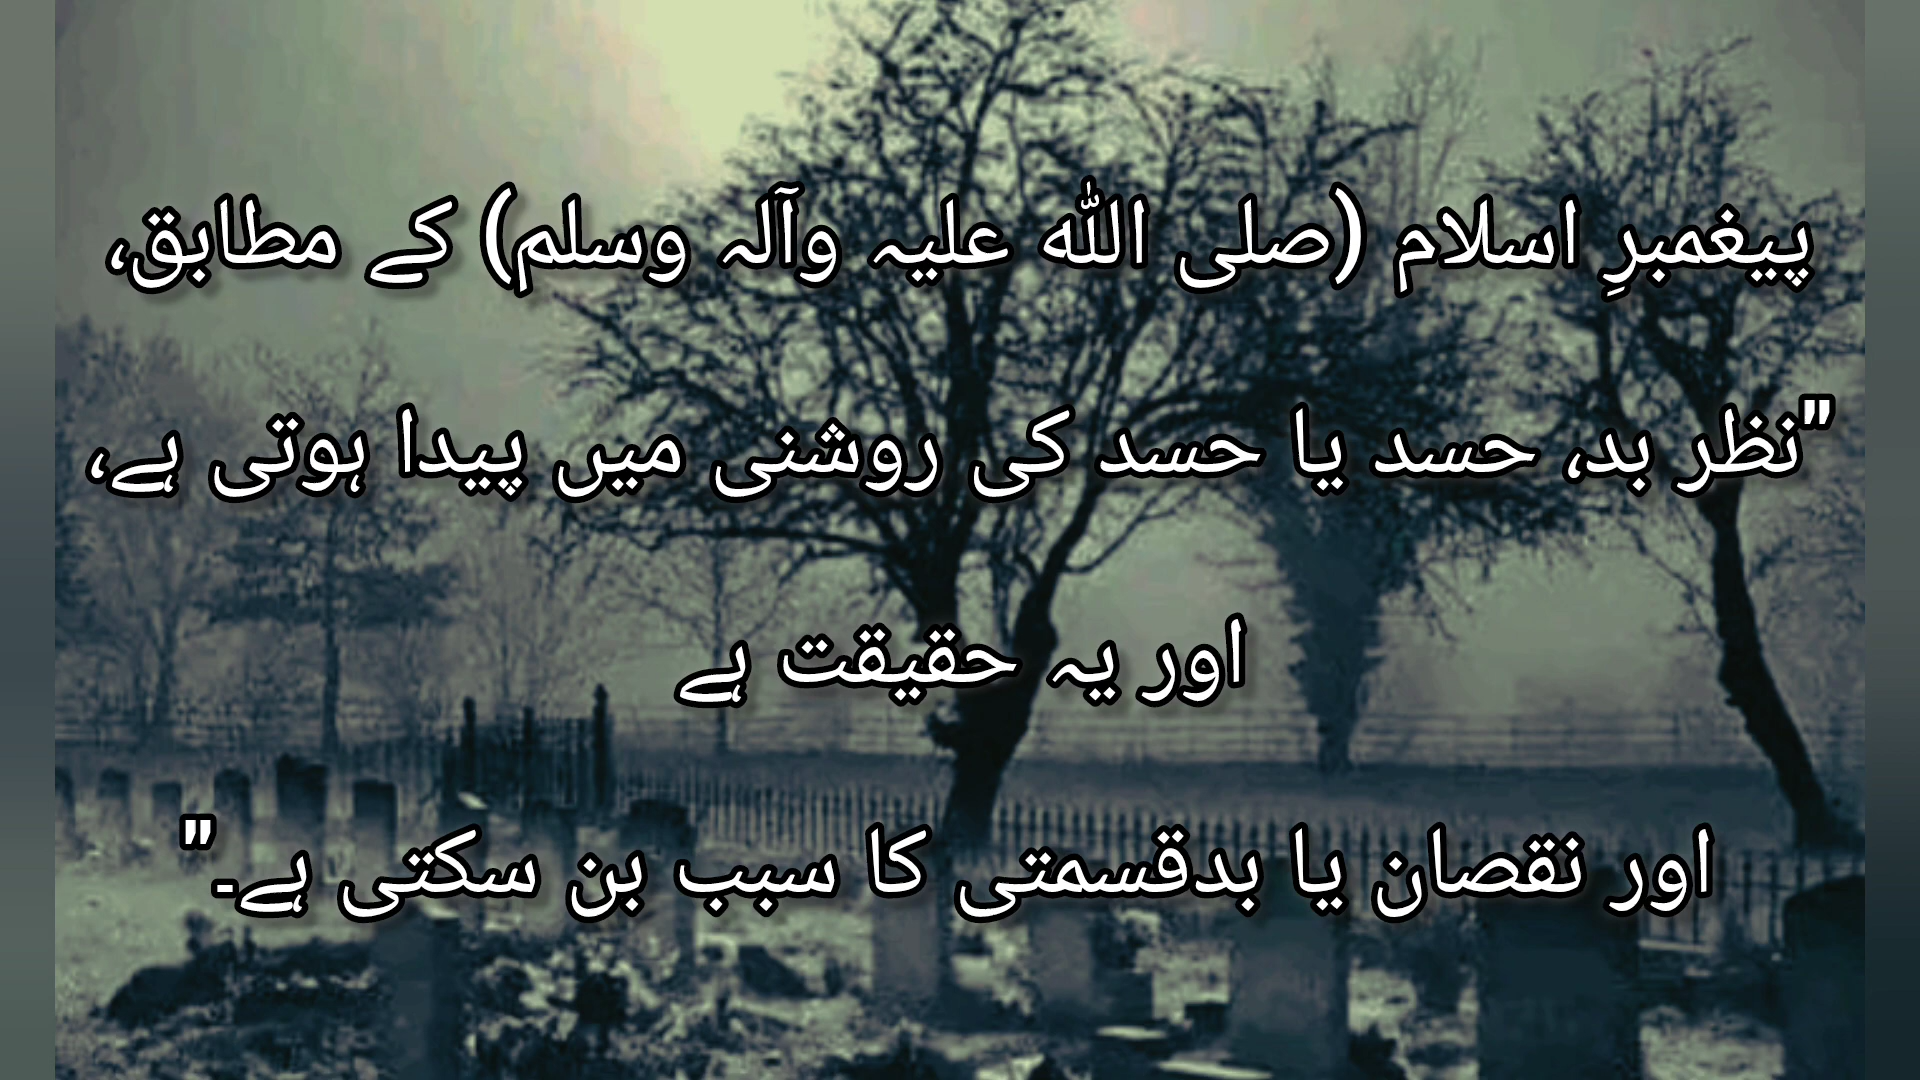 پیغمبرِ اسلام (صلی اللہ علیہ وآلہ وسلم) کے مطابق،
"نظر بد، حسد یا حسد کی روشنی میں پیدا ہوتی ہے،
اور یہ حقیقت ہے
اور نقصان یا بدقسمتی کا سبب بن سکتی ہے۔"